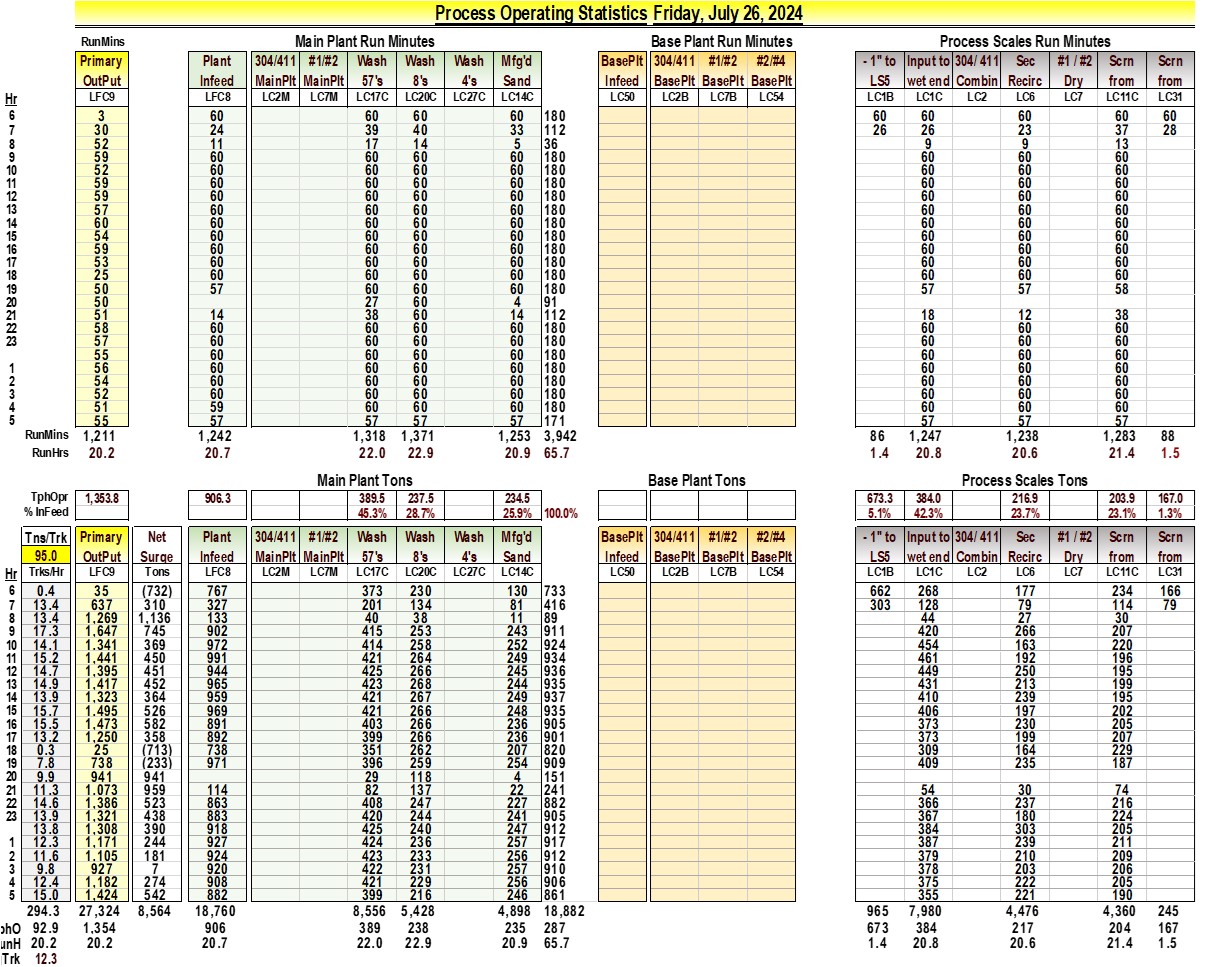 Process Operating Statistics Friday, July 26, 2024
RunMins Main Plant Run Minutes Base Plant Run Minutes Process Scales Run Minutes
Primary Plant 304/411 #1/#2 Wash Wash Wash Mfg'd BasePlt 304/411 #1/#2 #2/#4 - 1" to Input to 304/ 411 Sec #1 / #2 Scrn Scrn
OutPut Infeed MainPlt MainPlt 57's 8's 4's Sand Infeed BasePlt BasePlt BasePlt LS5 wet end Combin Recirc Dry from from
Hr LFC9 LFC8 LC2M LC7M LC17C LC20C LC27C LC14C LC50 LC2B LC7B LC54 LC1B LC1C LC2 LC6 LC7 LC11C LC31
6 3 60 60 60 60 180 60 60 60 60 60
7 30 24 39 40 33 112 26 26 23 37 28
8 52 11 17 14 5 36 9 9 13
9 59 60 60 60 60 180 60 60 60
10 52 60 60 60 60 180 60 60 60
11 59 60 60 60 60 180 60 60 60
12 59 60 60 60 60 180 60 60 60
13 57 60 60 60 60 180 60 60 60
14 60 60 60 60 60 180 60 60 60
15 54 60 60 60 60 180 60 60 60
16 59 60 60 60 60 180 60 60 60
17 53 60 60 60 60 180 60 60 60
18 25 60 60 60 60 180 60 60 60
19 50 57 60 60 60 180 57 57 58
20 50 27 60 4 91
21 51 14 38 60 14 112 18 12 38
22 58 60 60 60 60 180 60 60 60
23 57 60 60 60 60 180 60 60 60
55 60 60 60 60 180 60 60 60
1 56 60 60 60 60 180 60 60 60
2 54 60 60 60 60 180 60 60 60
3 52 60 60 60 60 180 60 60 60
4 51 59 60 60 60 180 60 60 60
5 55 57 57 57 57 171 57 57 57
RunMins 1,211 1,242 1,318 1,371 1,253 3,942 86 1,247 1,238 1,283 88
RunHrs 20.2 20.7 22.0 22.9 20.9 65.7 1.4 20.8 20.6 21.4 1.5
Main Plant Tons Base Plant Tons Process Scales Tons
TphOpr 1,353.8 906.3 389.5 237.5 234.5 673.3 384.0 216.9 203.9 167.0
% InFeed 45.3% 28.7% 25.9% 100.0% 5.1% 42.3% 23.7% 23.1% 1.3%
Tns/Trk Primary Net Plant 304/411 #1/#2 Wash Wash Wash Mfg'd BasePlt 304/411 #1/#2 #2/#4 - 1" to Input to 304/ 411 Sec #1 / #2 Scrn Scrn
95.0 OutPut Surge Infeed MainPlt MainPlt 57's 8's 4's Sand Infeed BasePlt BasePlt BasePlt LS5 wet end Combin Recirc Dry from from
Hr Trks/Hr LFC9 Tons LFC8 LC2M LC7M LC17C LC20C LC27C LC14C LC50 LC2B LC7B LC54 LC1B LC1C LC2 LC6 LC7 LC11C LC31
6 0.4 35 (732) 767 373 230 130 733 662 268 177 234 166
7 13.4 637 310 327 201 134 81 416 303 128 79 114 79
8 13.4 1,269 1,136 133 40 38 11 89 44 27 30
9 17.3 1,647 745 902 415 253 243 911 420 266 207
10 14.1 1,341 369 972 414 258 252 924 454 163 220
11 15.2 1,441 450 991 421 264 249 934 461 192 196
12 14.7 1,395 451 944 425 266 245 936 449 250 195
13 14.9 1,417 452 965 423 268 244 935 431 213 199
14 13.9 1,323 364 959 421 267 249 937 410 239 195
15 15.7 1,495 526 969 421 266 248 935 406 197 202
16 15.5 1,473 582 891 403 266 236 905 373 230 205
17 13.2 1,250 358 892 399 266 236 901 373 199 207
18 0.3 25 (713) 738 351 262 207 820 309 164 229
19 7.8 738 (233) 971 396 259 254 909 409 235 187
20 9.9 941 941 29 118 4 151
21 11.3 1,073 959 114 82 137 22 241 54 30 74
22 14.6 1,386 523 863 408 247 227 882 366 237 216
23 13.9 1,321 438 883 420 244 241 905 367 180 224
13.8 1,308 390 918 425 240 247 912 384 303 205
1 12.3 1,171 244 927 424 236 257 917 387 239 211
2 11.6 1,105 181 924 423 233 256 912 379 210 209
3 9.8 927 7 920 422 231 257 910 378 203 206
4 12.4 1,182 274 908 421 229 256 906 375 222 206
5 15.0 1,424 542 882 399 216 246 861 355 221 190
294.3 27,324 8,564 18,760 8,556 5,428 4,898 18,882 965 7,980 4,476 4,360 245
phO 92.9 1,354 906 389 238 235 287 673 384 217 204 167
unH 20.2 20.2 20.7 22.0 22.9 20.9 65.7 1.4 20.8 20.6 21.4 1.5
Trk 12.3